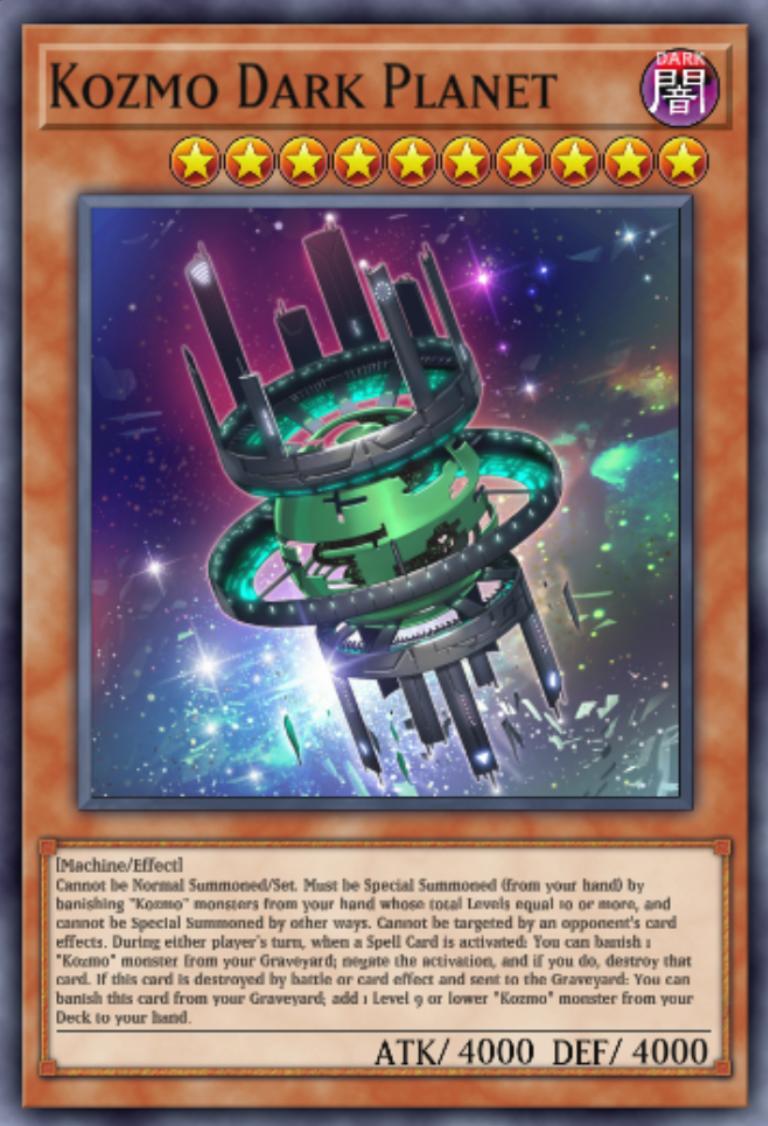 KOZMO DARK PLANET
DARK
闇
[Machine/Effect]
Cannot be Normal Summoned/Set. Must be Special Summoned (from your hand) by
banishing "Kozmo" monsters from your hand whose total Levels equal 10 or more, and
cannot be Special Summoned by other ways. Cannot be targeted by an opponent's card
effects. During either player's turn, when a Spell Card is activated: You can banish 1
"Kozmo" monster from your Graveyard; negate the activation, and if you do, destroy that
card. If this card is destroyed by battle or card effect and sent to the Graveyard: You can
banish this card from your Graveyard; add 1 Level 9 or lower "Kozmo" monster from your
Deck to your hand.
ATK/ 4000 DEF/ 4000